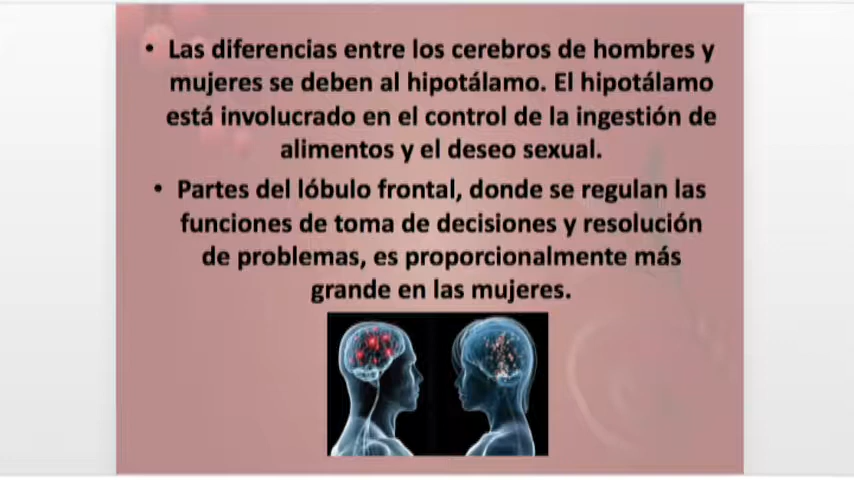 • Las diferencias entre los cerebros de hombres y
mujeres se deben al hipotálamo. El hipotálamo
está involucrado en el control de la ingestión de
alimentos y el deseo sexual.
• Partes del lóbulo frontal, donde se regulan las
funciones de toma de decisiones y resolución
de problemas, es proporcionalmente más
grande en las mujeres.